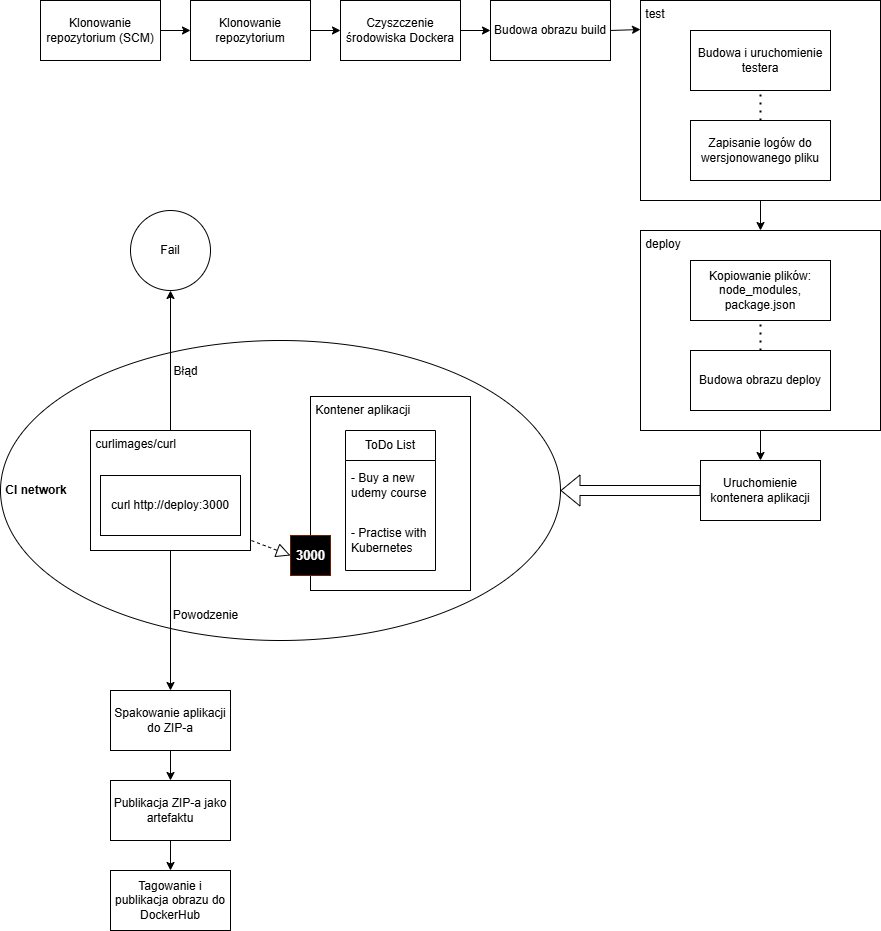 Klonowanie
repozytorium (SCM)
Klonowanie
repozytorium
Czyszczenie
środowiska Dockera
Budowa obrazu build
test
Budowa i uruchomienie
testera
Zapisanie logów do
wersjonowanego pliku
deploy
Kopiowanie plików:
node_modules,
package.json
Budowa obrazu deploy
Uruchomienie
kontenera aplikacji
Fail
Błąd
CI network
curlimages/curl
curl http://deploy:3000
Kontener aplikacji
ToDo List
- Buy a new
udemy course
- Practise with
Kubernetes
3000
Powodzenie
Spakowanie aplikacji
do ZIP-a
Publikacja ZIP-a jako
artefaktu
Tagowanie i
publikacja obrazu do
DockerHub